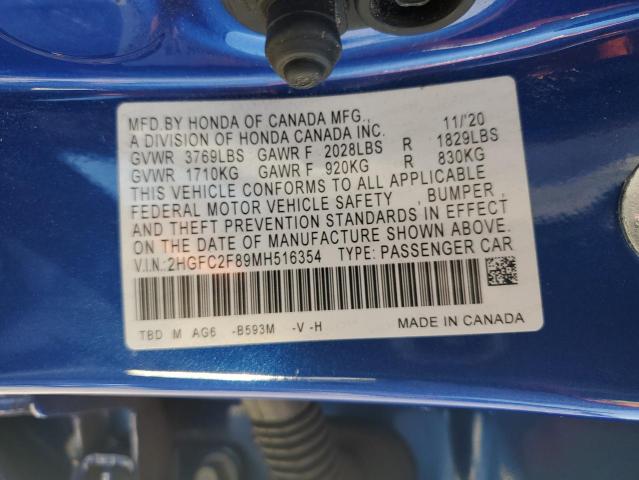 MFD.BY HONDA OF CANADA MFG., 11/'20
A DIVISION OF HONDA CANADA INC.
GVWR 3769LBS GAWR F 2028LBS R 1829LBS
GVWR 1710KG GAWR F 920KG R 830KG
THIS VEHICLE CONFORMS TO ALL APPLICABLE
FEDERAL MOTOR VEHICLE SAFETY , BUMPER ,
AND THEFT PREVENTION STANDARDS IN EFFECT
ON THE DATE OF MANUFACTURE SHOWN ABOVE.
V.I.N.:2HGFC2F89MH516354 TYPE: PASSENGER CAR
TBD M AG6 -B593M -V -H MADE IN CANADA